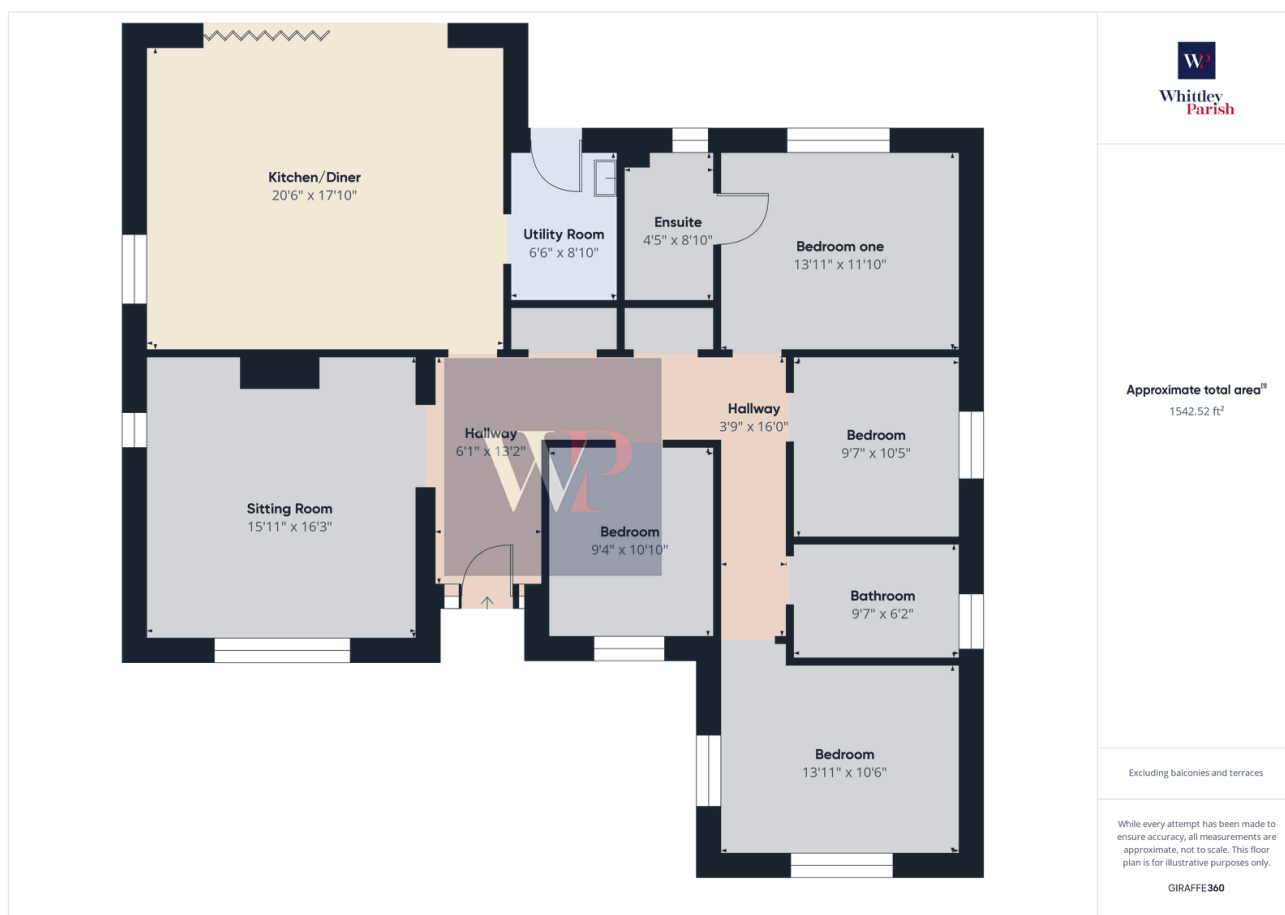 Kitchen/Diner
20'6" x 17'10"
Utility Room
6'6" x 8'10"
Ensuite
4'5" x 8'10"
Bedroom one
13'11" x 11'10"
Hallway
6'1" x 13'2"
Hallway
3'9" x 16'0"
Bedroom
9'7" x 10'5"
Sitting Room
15'11" x 16'3"
WP
Bedroom
9'4" x 10'10"
Bathroom
9'7" x 6'2"
Bedroom
13'11" x 10'6"
WP
Whittley
Parish
Approximate total area(1)
1542.52 ft²
Excluding balconies and terraces
While every attempt has been made to
ensure accuracy, all measurements are
approximate, not to scale. This floor
plan is for illustrative purposes only.
GIRAFFE360